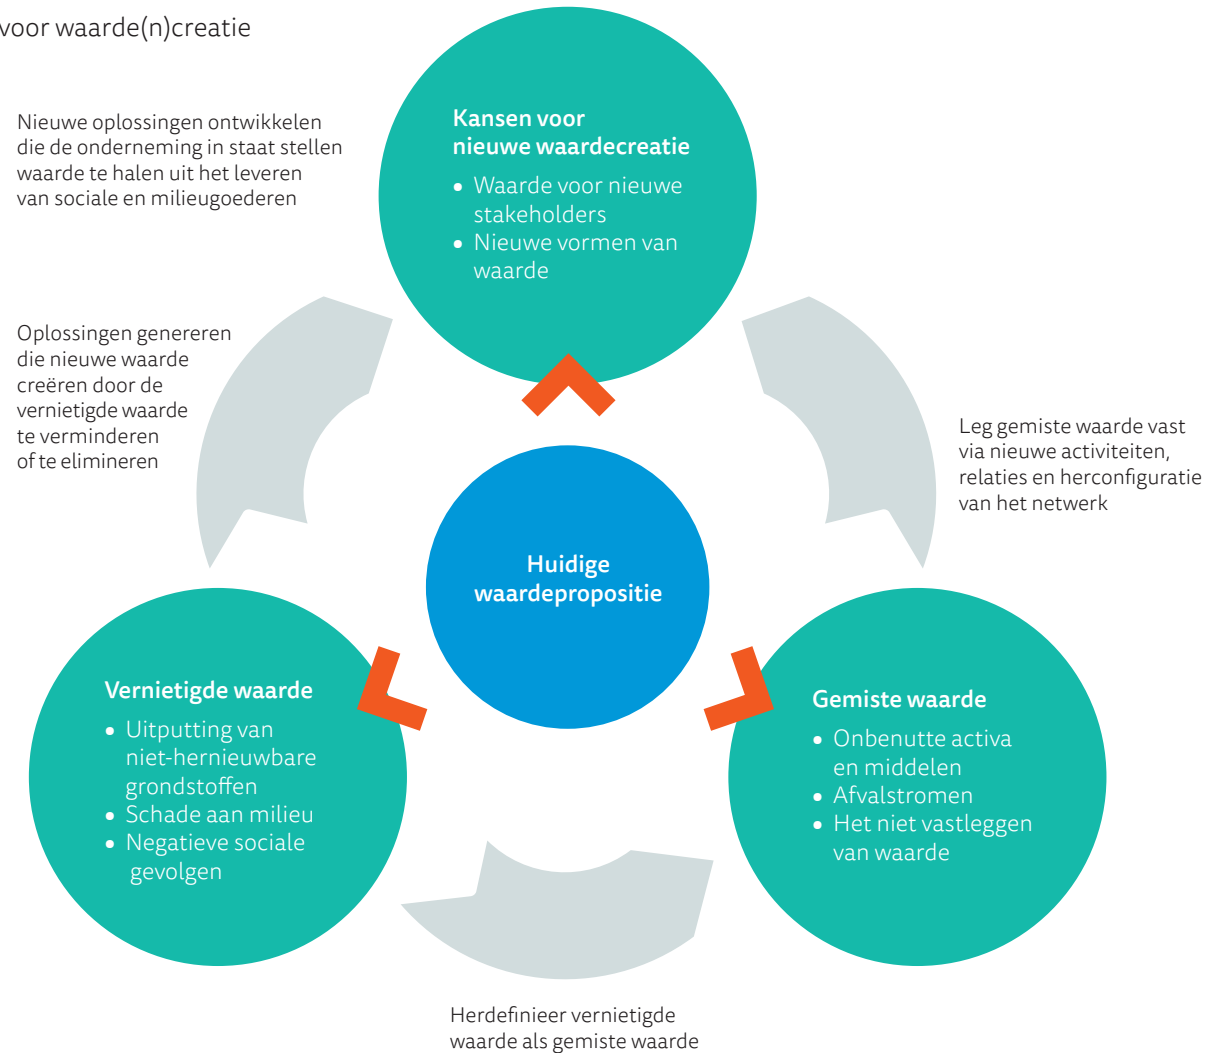 voor waarde(n)creatie
Nieuwe oplossingen ontwikkelen
die de onderneming in staat stellen
waarde te halen uit het leveren
van sociale en milieugoederen
Kansen voor
nieuwe waardecreatie
• Waarde voor nieuwe
stakeholders
• Nieuwe vormen van
waarde
Oplossingen genereren
die nieuwe waarde
creëren door de
vernietigde waarde
te verminderen
of te elimineren
Leg gemiste waarde vast
via nieuwe activiteiten,
relaties en herconfiguratie
van het netwerk
Huidige
waardepropositie
Vernietigde waarde
• Uitputting van
niet-hernieuwbare
grondstoffen
• Schade aan milieu
• Negatieve sociale
gevolgen
Gemiste waarde
• Onbenutte activa
en middelen
• Afvalstromen
• Het niet vastleggen
van waarde
Herdefinieer vernietigde
waarde als gemiste waarde